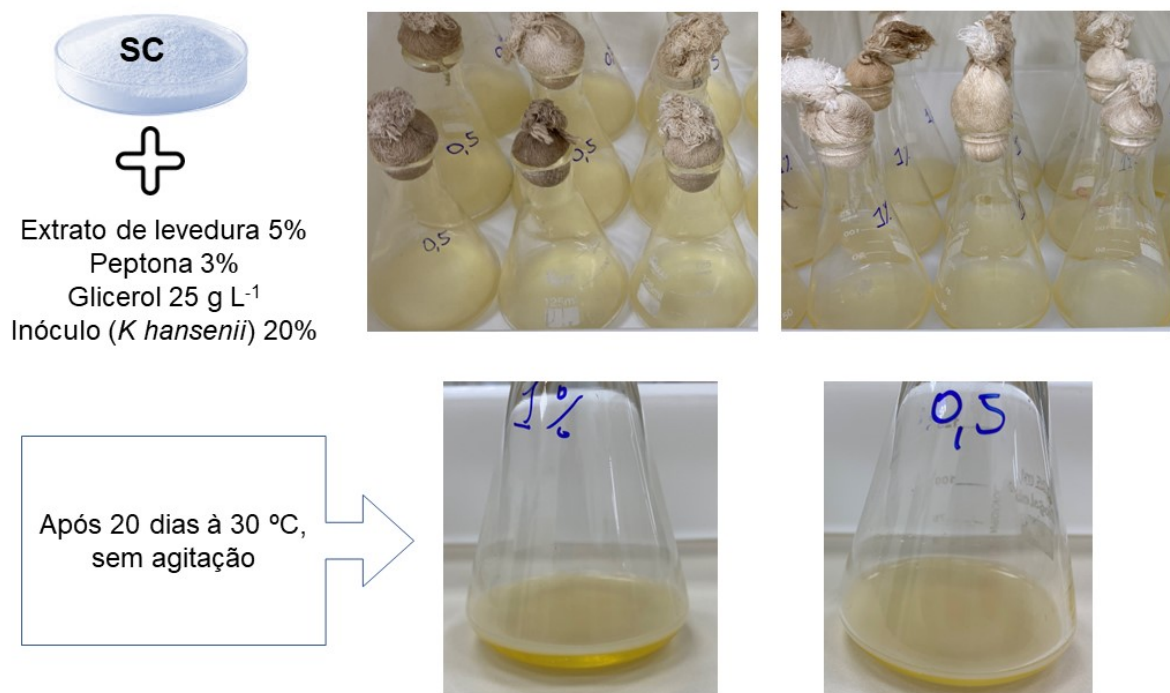 SC
Extrato de levedura 5%
Peptona 3%
Glicerol 25 g L-1
Inóculo (K hansenii) 20%
0,5
0,5
0,5
1%
1%
Após 20 dias à 30 ºC,
sem agitação
1%
0,5
100